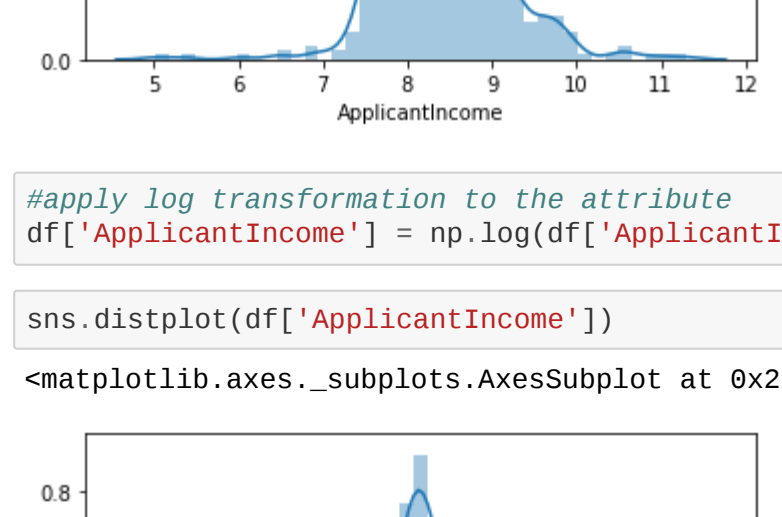 0.0
5 6 7 8 9 10 11 12
ApplicantIncome
#apply log transformation to the attribute
df['ApplicantIncome'] = np.log(df['ApplicantI
sns.distplot(df['ApplicantIncome'])
<matplotlib.axes._subplots.AxesSubplot at 0x2
0.8